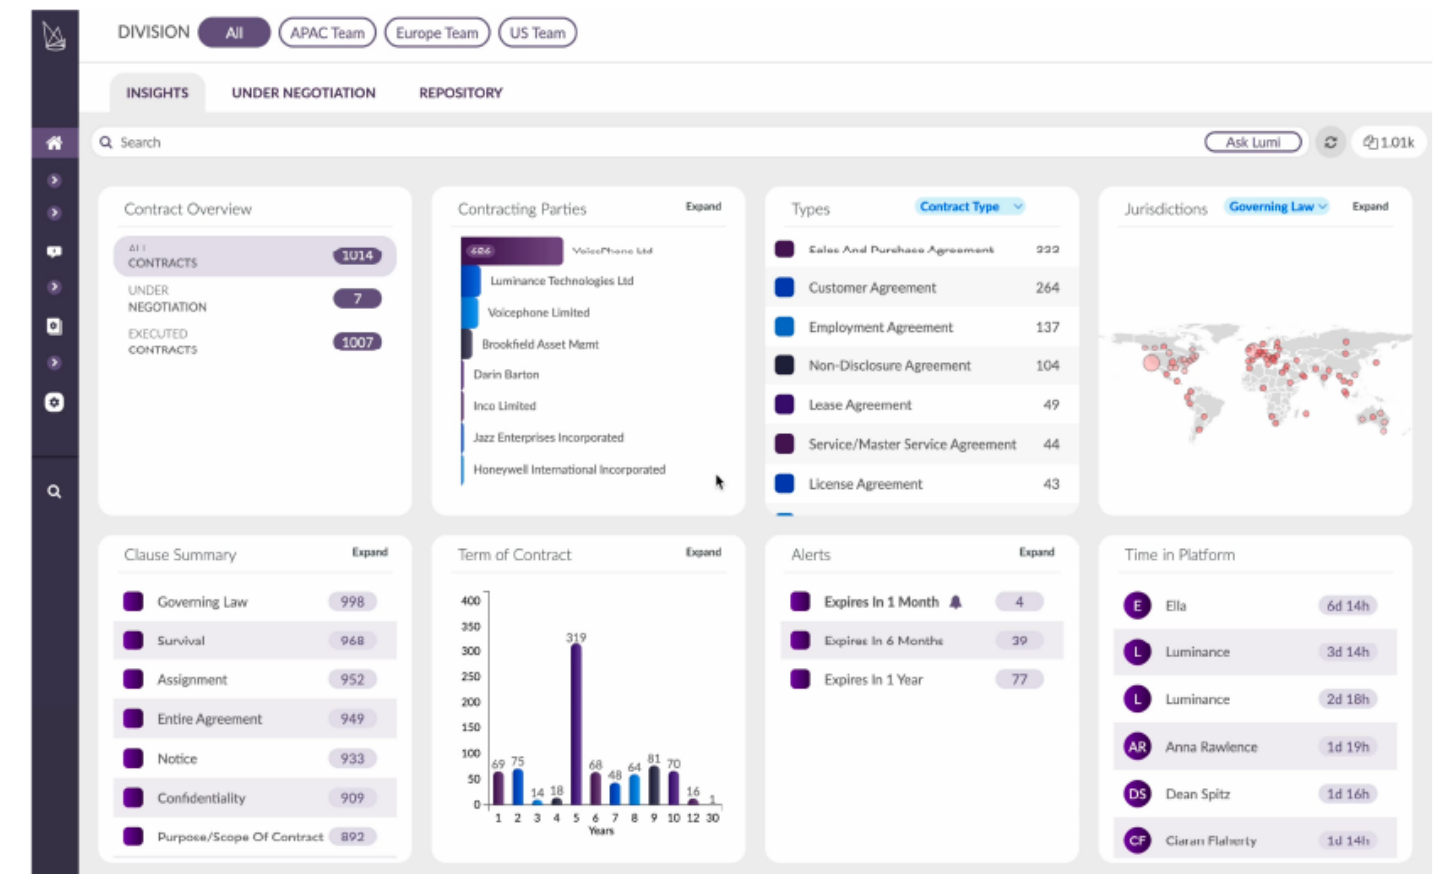 DIVISION All APAC Team Europe Team US Team
INSIGHTS UNDER NEGOTIATION REPOSITORY
Search Ask Lumi 1.01k
Contract Overview
ALL
CONTRACTS 1014
UNDER
NEGOTIATION 7
EXECUTED
CONTRACTS 1007
Contracting Parties Expand
VoicePhone Ltd
Luminance Technologies Ltd
Voicephone Limited
Brookfield Asset Mgmt
Darin Barton
Inco Limited
Jazz Enterprises Incorporated
Honeywell International Incorporated
Types Contract Type
Sales And Purchase Agreement 333
Customer Agreement 264
Employment Agreement 137
Non-Disclosure Agreement 104
Lease Agreement 49
Service/Master Service Agreement 44
License Agreement 43
Jurisdictions Governing Law Expand
Clause Summary Expand
Governing Law 998
Survival 968
Assignment 952
Entire Agreement 949
Notice 933
Confidentiality 909
Purpose/Scope Of Contract 892
Term of Contract Expand
400
350
300
250
200
150
100
50
0
69 75 14 18 319 68 48 64 81 70 16 1
1 2 3 4 5 6 7 8 9 10 12 30
Years
Alerts Expand
Expires In 1 Month 4
Expires In 6 Months 39
Expires In 1 Year 77
Time in Platform
E Ella 6d 14h
L Luminance 3d 14h
L Luminance 2d 18h
AR Anna Rawlence 1d 19h
DS Dean Spitz 1d 16h
CF Ciaran Flaherty 1d 14h